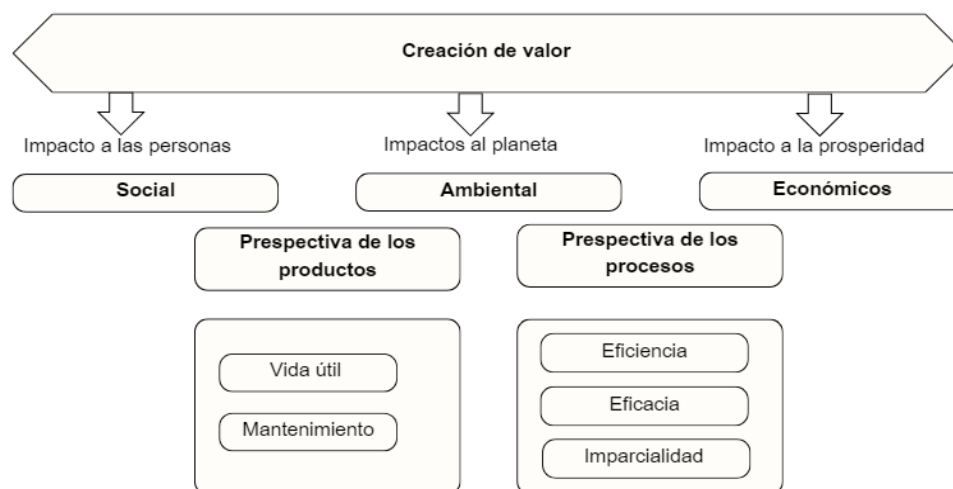 Creación de valor
Impacto a las personas
Impactos al planeta
Impacto a la prosperidad
Social
Ambiental
Económicos
Prespectiva de los
productos
Prespectiva de los
procesos
Vida útil
Mantenimiento
Eficiencia
Eficacia
Imparcialidad